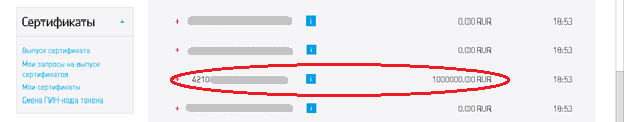 Сертификаты
Выпуск сертификата
Мои запросы на выпуск
сертификатов
Мои сертификаты
Смена ПИН-кода токена
+ i 0.00 RUR 18:53
+ i 0.00 RUR 18:53
+ 4210 i 1000000.00 RUR 18:53
+ i 0.00 RUR 18:53